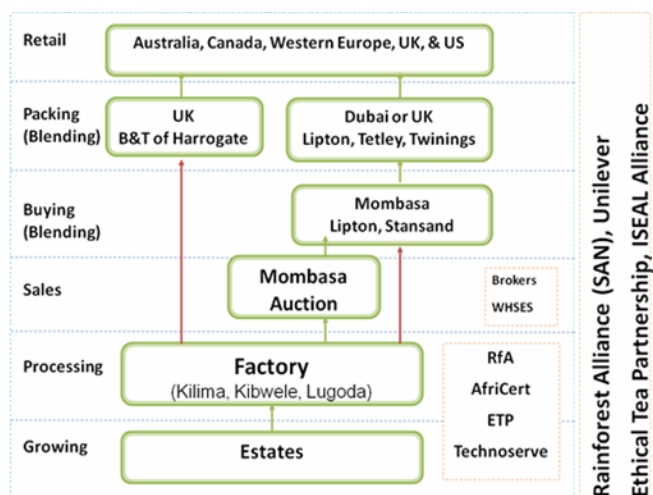 Retail
Australia, Canada, Western Europe, UK, & US
Packing
(Blending)
UK
B&T of Harrogate
Dubai or UK
Lipton, Tetley, Twinings
Buying
(Blending)
Mombasa
Lipton, Stansand
Sales
Mombasa
Auction
Brokers
WHSES
Processing
Factory
(Kilima, Kibwele, Lugoda)
RfA
AfriCert
ETP
Technoserve
Growing
Estates
Rainforest Alliance (SAN), Unilever
Ethical Tea Partnership, ISEAL Alliance